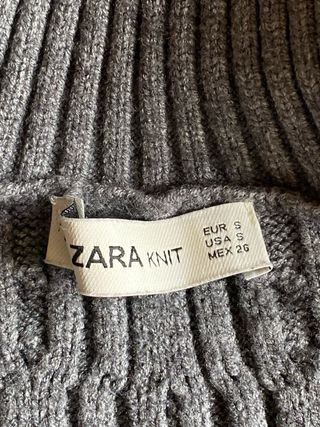 ZARA KNIT
EUR S
USA S
MEX 26